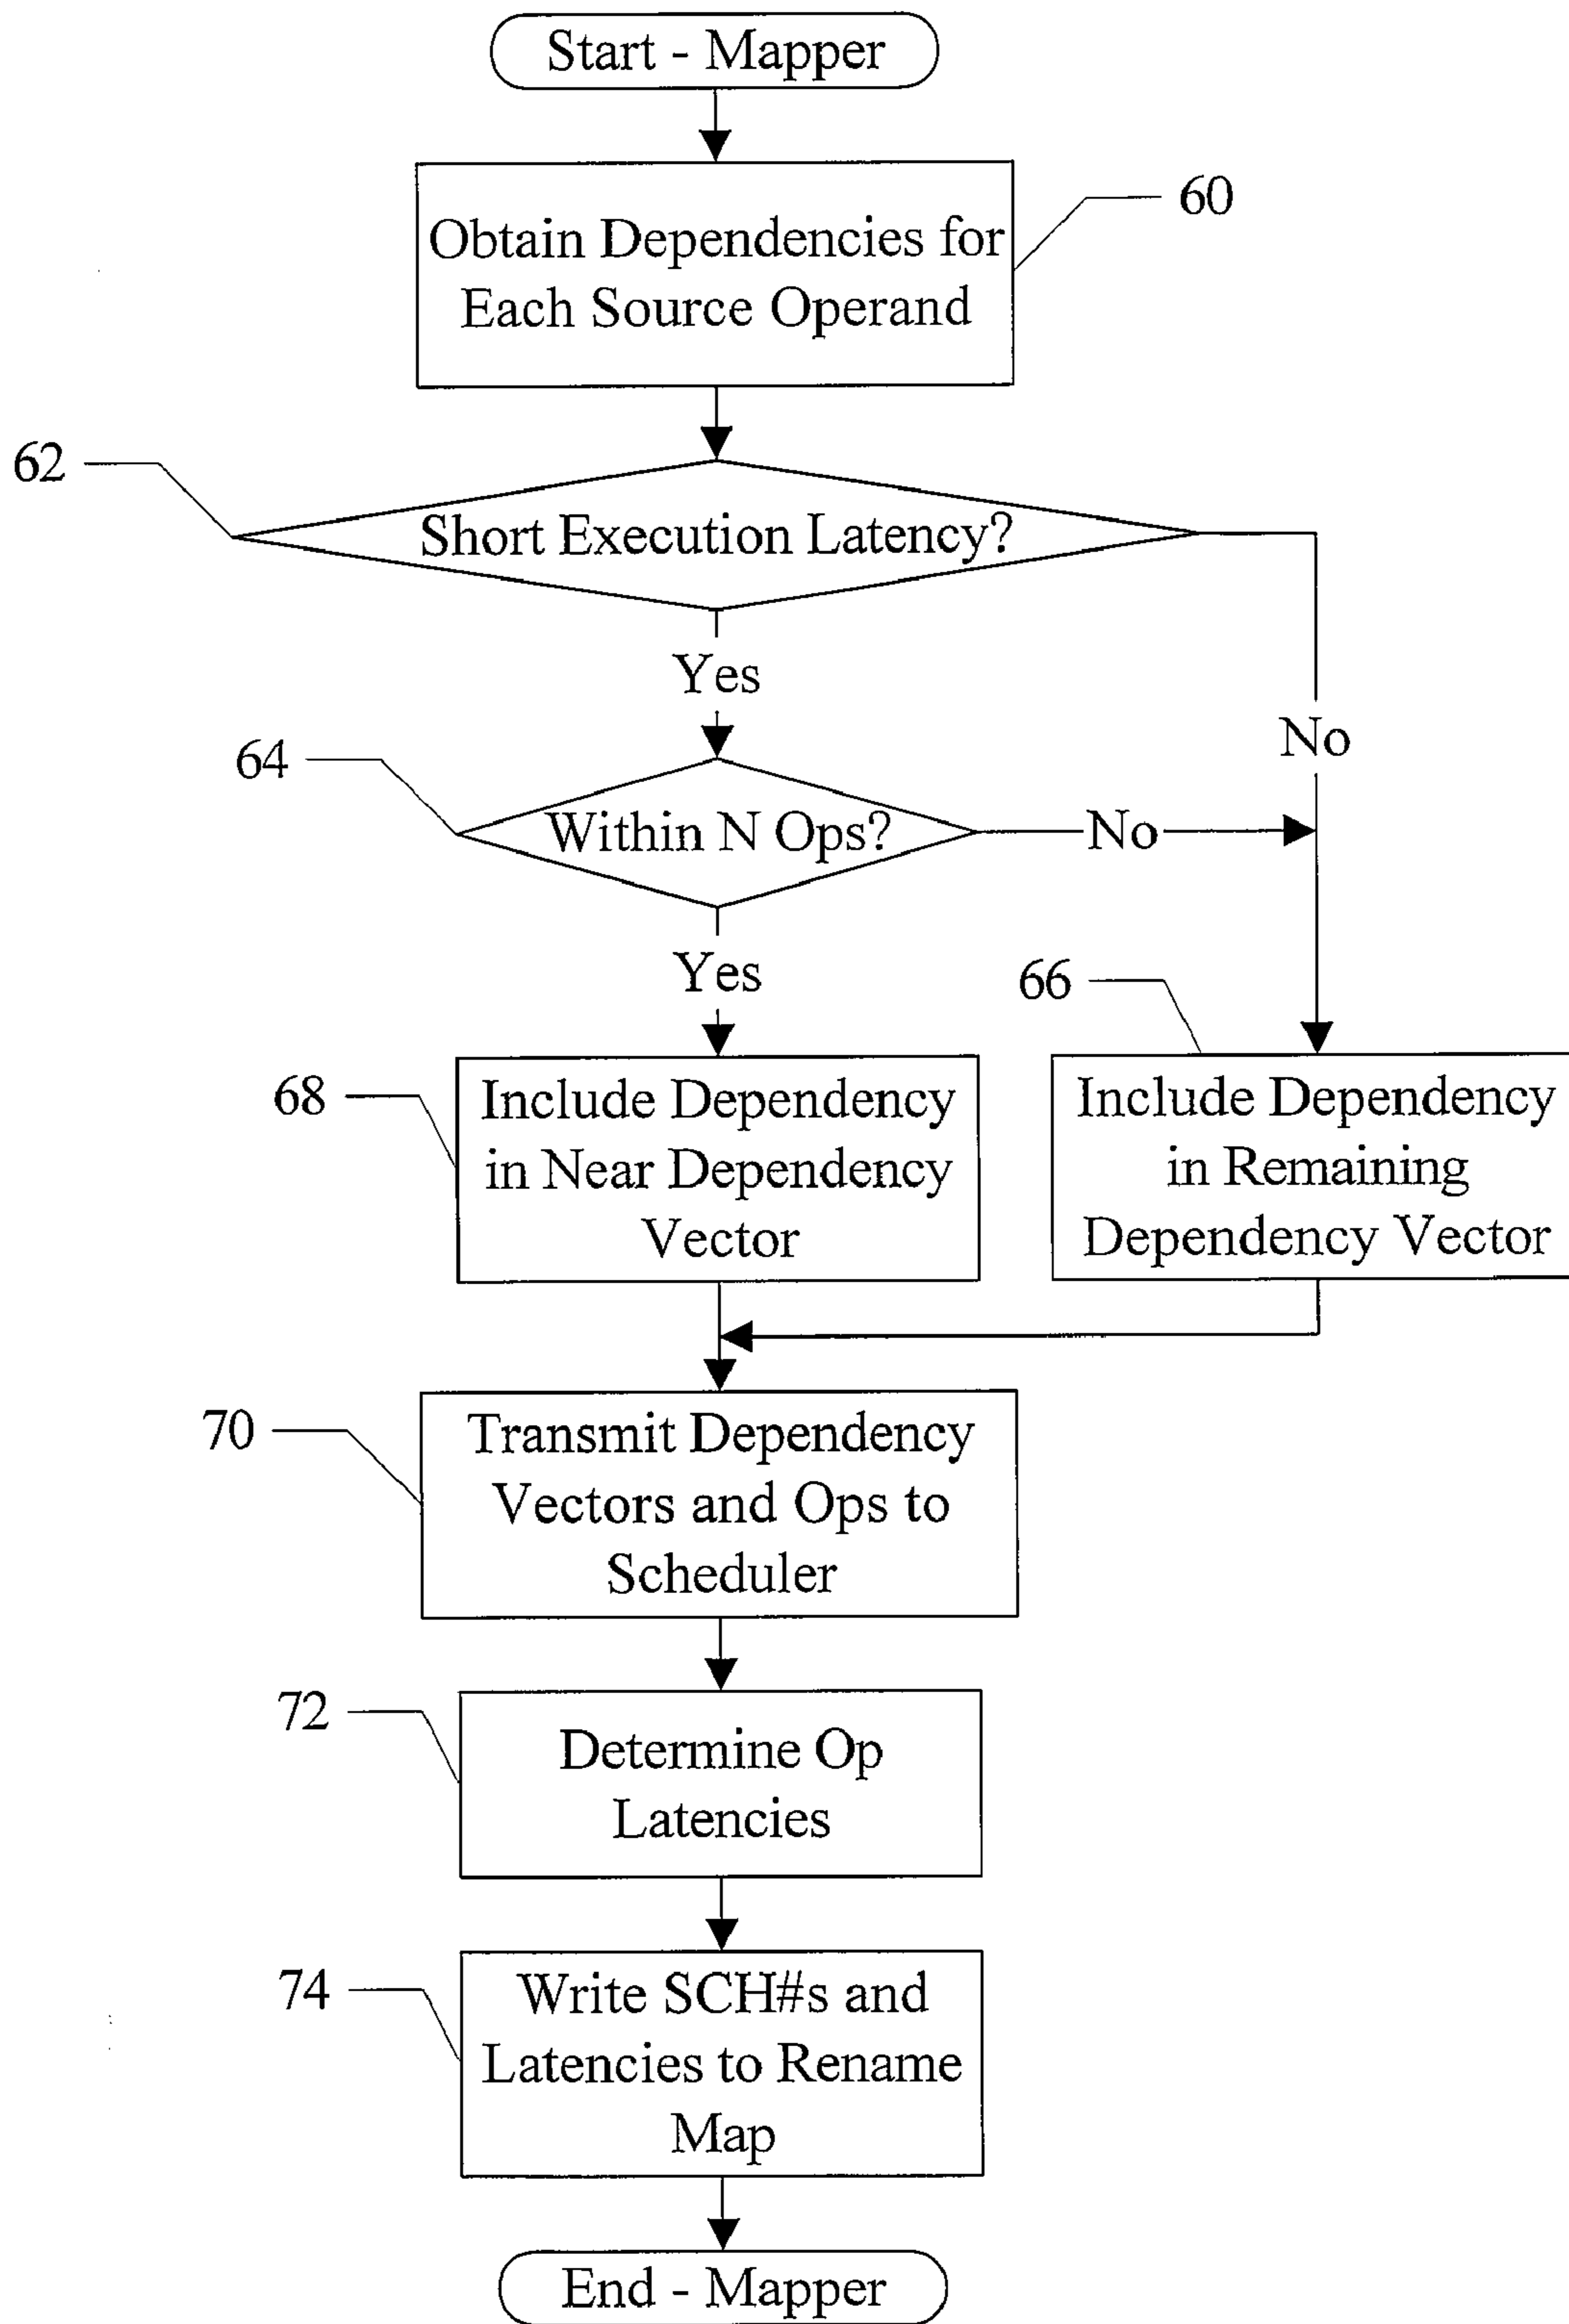 Start - Mapper
60
Obtain Dependencies for
Each Source Operand
62
Short Execution Latency?
Yes
No
64
Within N Ops?
No
Yes
66
68
Include Dependency
in Near Dependency
Vector
Include Dependency
in Remaining
Dependency Vector
70
Transmit Dependency
Vectors and Ops to
Scheduler
72
Determine Op
Latencies
74
Write SCH#s and
Latencies to Rename
Map
End - Mapper